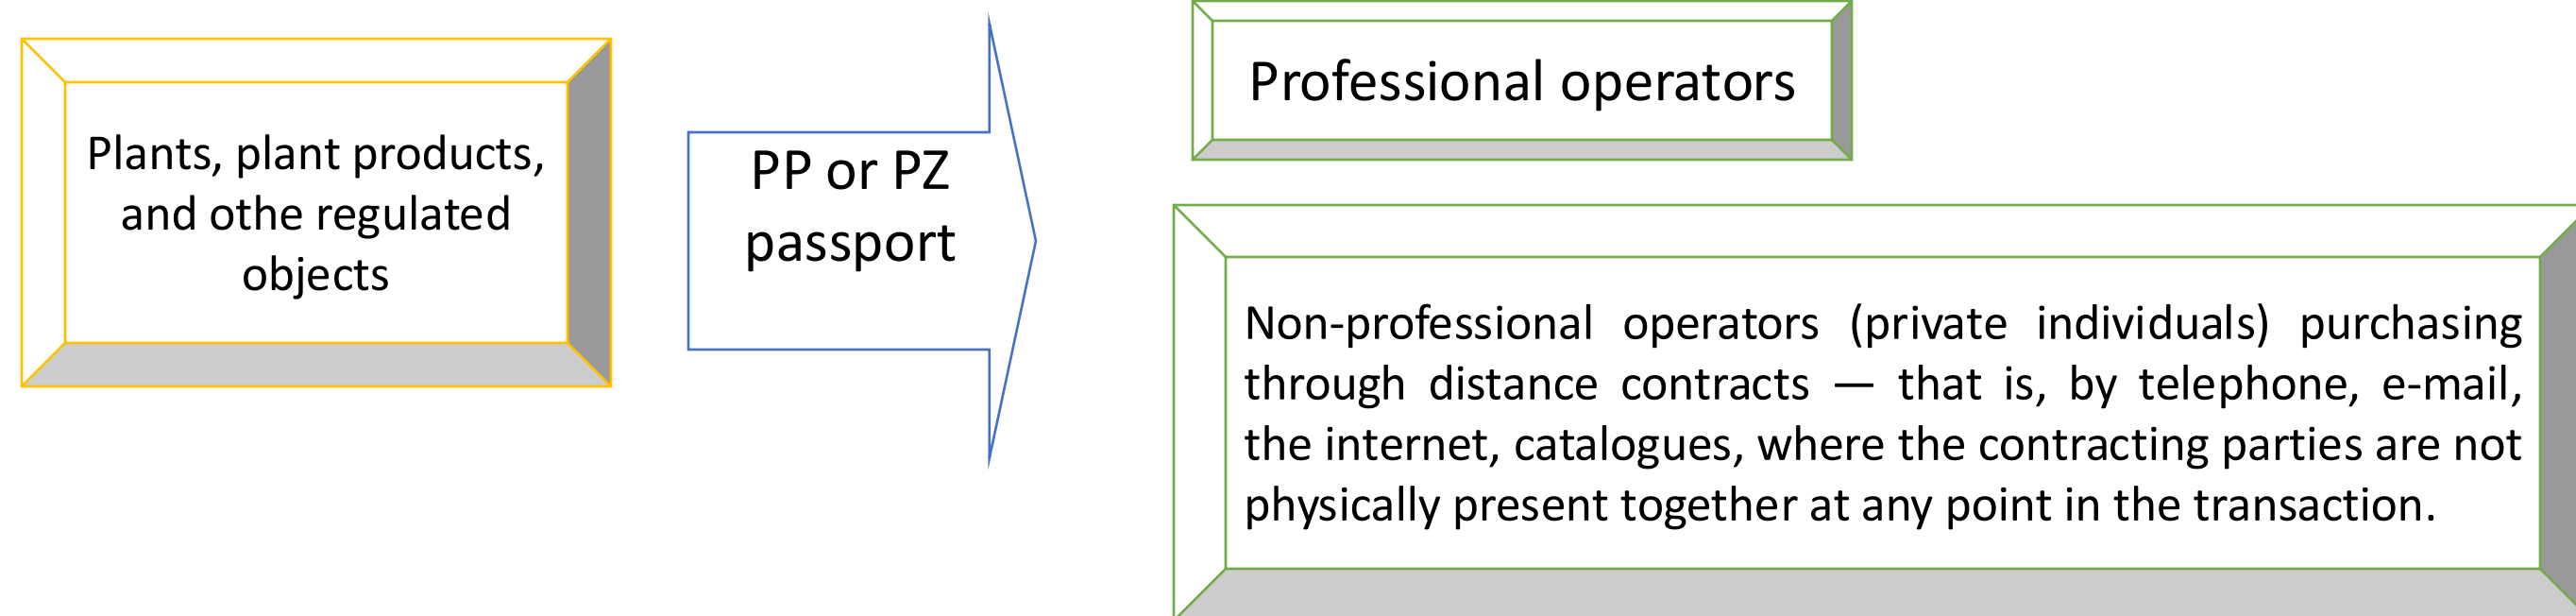 Plants, plant products,
and othe regulated
objects
PP or PZ
passport
Professional operators
Non-professional operators (private individuals) purchasing
through distance contracts — that is, by telephone, e-mail,
the internet, catalogues, where the contracting parties are not
physically present together at any point in the transaction.